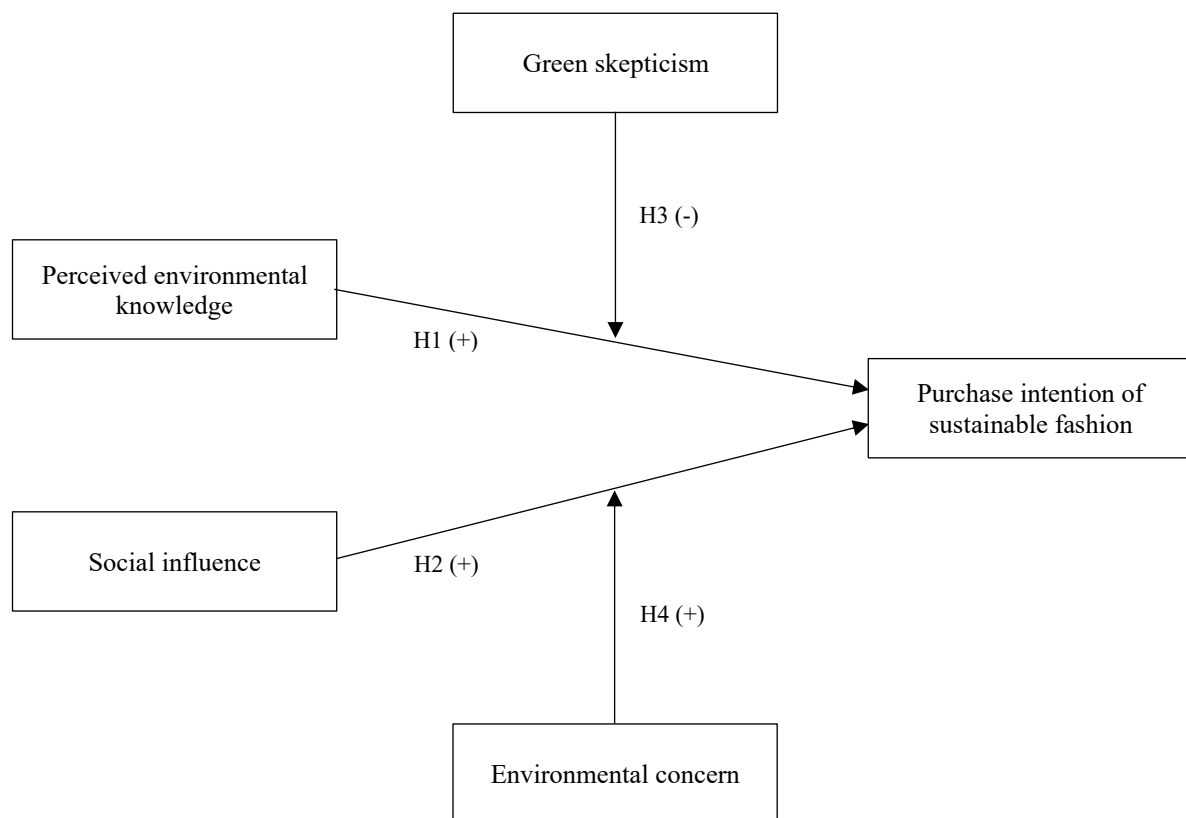 Green skepticism
H3 (-)
Perceived environmental
knowledge
H1 (+)
Purchase intention of
sustainable fashion
Social influence
H2 (+)
H4 (+)
Environmental concern